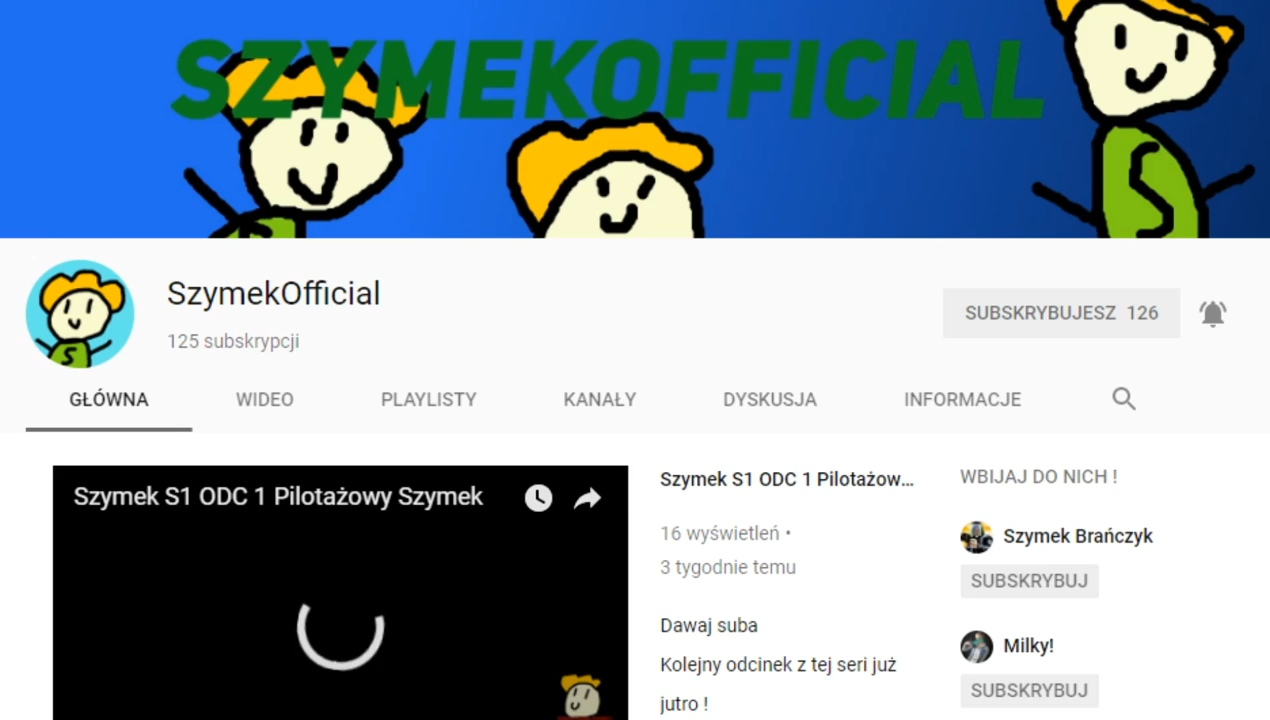 SZYMEKOFFICIAL
S
S
SzymekOfficial
125 subskrypcji
SUBSKRYBUJESZ 126
GŁÓWNA WIDEO PLAYLISTY KANAŁY DYSKUSJA INFORMACJE
Szymek S1 ODC 1 Pilotażowy Szymek
Szymek S1 ODC 1 Pilotażow...
16 wyświetleń •
3 tygodnie temu
Dawaj suba
Kolejny odcinek z tej seri już
jutro !
WBIJAJ DO NICH !
Szymek Brańczyk
SUBSKRYBUJ
Milky!
SUBSKRYBUJ